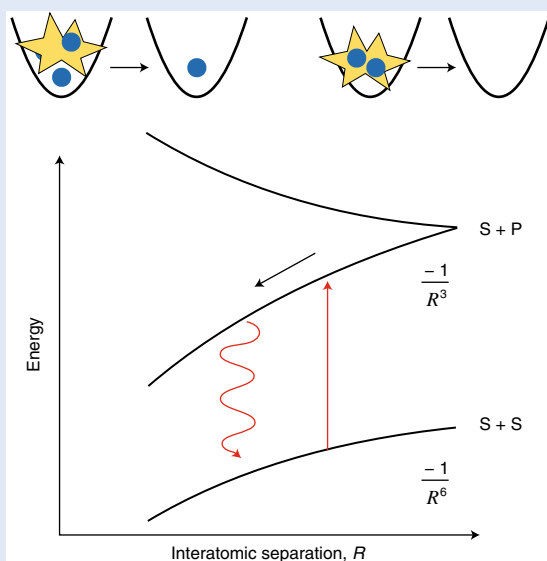 S + P
−1
R³
Energy
S + S
−1
R⁶
Interatomic separation, R